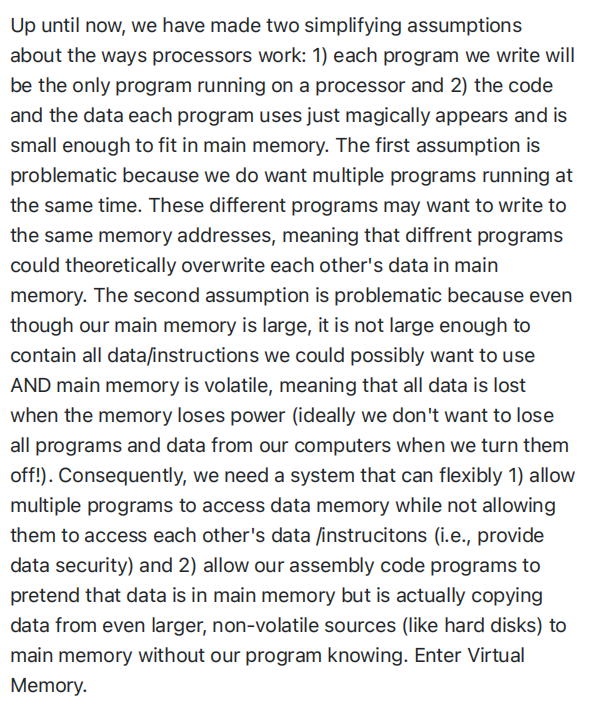 Up until now, we have made two simplifying assumptions
about the ways processors work: 1) each program we write will
be the only program running on a processor and 2) the code
and the data each program uses just magically appears and is
small enough to fit in main memory. The first assumption is
problematic because we do want multiple programs running at
the same time. These different programs may want to write to
the same memory addresses, meaning that diffrent programs
could theoretically overwrite each other's data in main
memory. The second assumption is problematic because even
though our main memory is large, it is not large enough to
contain all data/instructions we could possibly want to use
AND main memory is volatile, meaning that all data is lost
when the memory loses power (ideally we don't want to lose
all programs and data from our computers when we turn them
off!). Consequently, we need a system that can flexibly 1) allow
multiple programs to access data memory while not allowing
them to access each other's data /instrucitons (i.e., provide
data security) and 2) allow our assembly code programs to
pretend that data is in main memory but is actually copying
data from even larger, non-volatile sources (like hard disks) to
main memory without our program knowing. Enter Virtual
Memory.